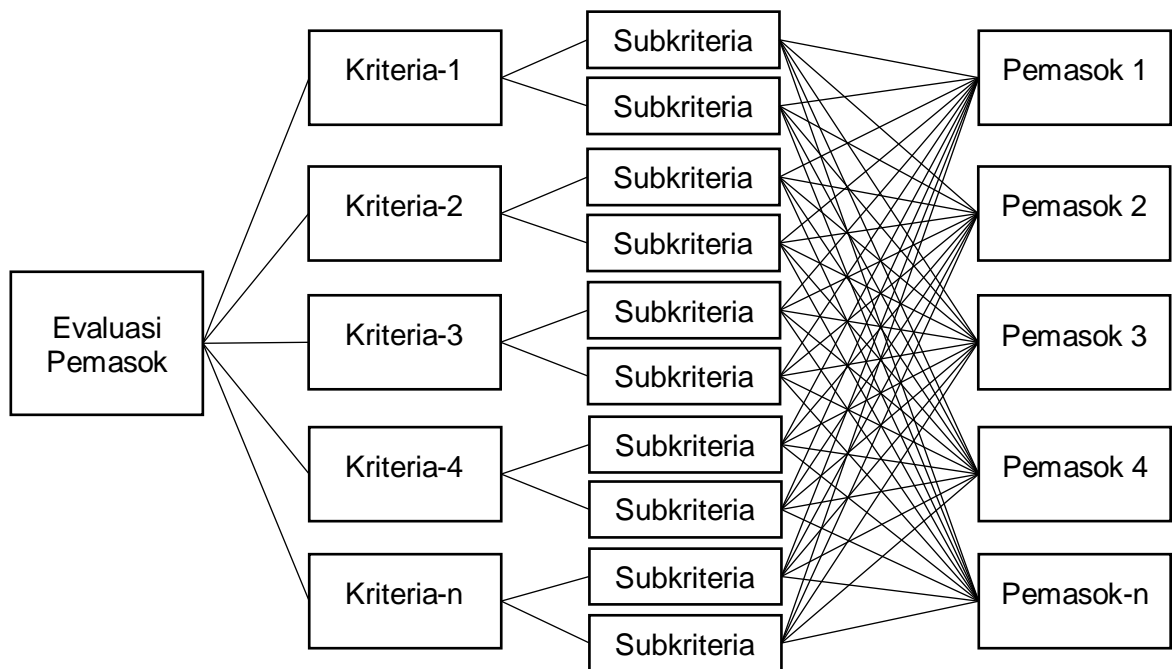 Evaluasi
Pemasok
Kriteria-1
Kriteria-2
Kriteria-3
Kriteria-4
Kriteria-n
Subkriteria
Subkriteria
Subkriteria
Subkriteria
Subkriteria
Subkriteria
Subkriteria
Subkriteria
Subkriteria
Subkriteria
Pemasok 1
Pemasok 2
Pemasok 3
Pemasok 4
Pemasok-n